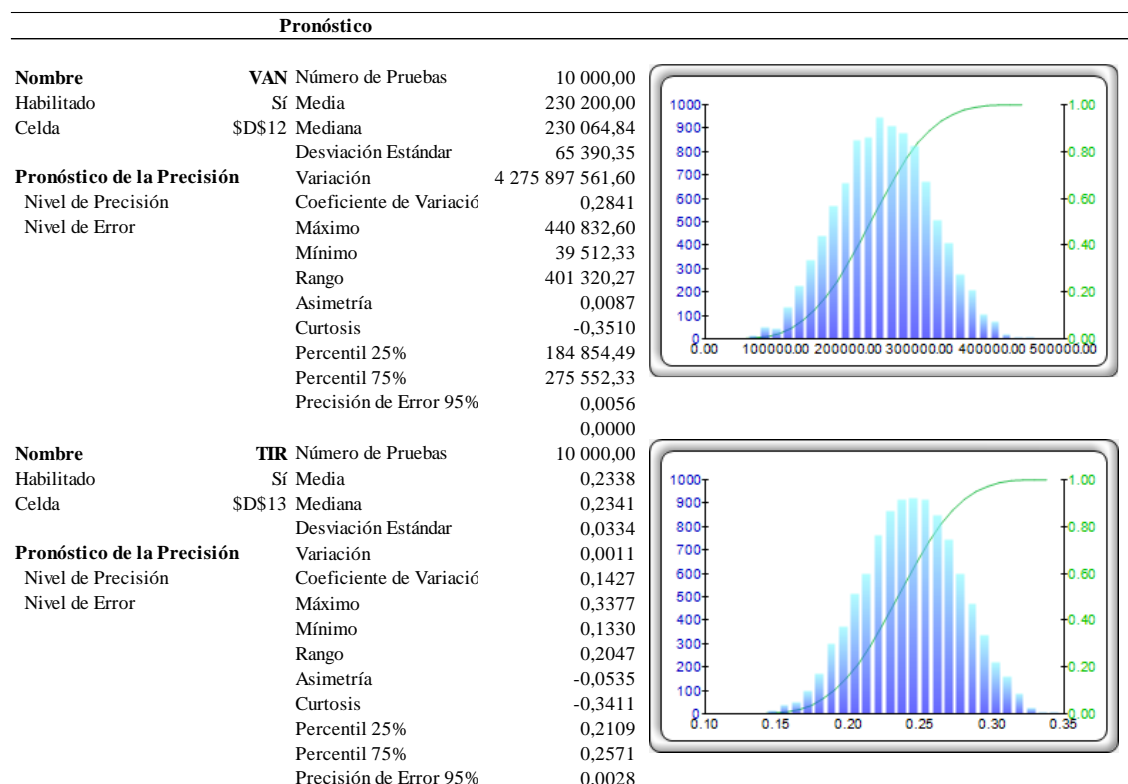 Pronóstico
Nombre VAN Número de Pruebas 10 000,00
Habilitado Sí Media 230 200,00
Celda $D$12 Mediana 230 064,84
Desviación Estándar 65 390,35
Pronóstico de la Precisión Variación 4 275 897 561,60
Nivel de Precisión Coeficiente de Variació 0,2841
Nivel de Error Máximo 440 832,60
Mínimo 39 512,33
Rango 401 320,27
Asimetría 0,0087
Curtosis -0,3510
Percentil 25% 184 854,49
Percentil 75% 275 552,33
Precisión de Error 95% 0,0056
0,0000
1000 1.00
900
800 0.80
700
600 0.60
500
400 0.40
300
200 0.20
100
0 0.00
0.00 100000.00 200000.00 300000.00 400000.00 500000.00
Nombre TIR Número de Pruebas 10 000,00
Habilitado Sí Media 0,2338
Celda $D$13 Mediana 0,2341
Desviación Estándar 0,0334
Pronóstico de la Precisión Variación 0,0011
Nivel de Precisión Coeficiente de Variació 0,1427
Nivel de Error Máximo 0,3377
Mínimo 0,1330
Rango 0,2047
Asimetría -0,0535
Curtosis -0,3411
Percentil 25% 0,2109
Percentil 75% 0,2571
Precisión de Error 95% 0,0028
1000 1.00
900
800 0.80
700
600 0.60
500
400 0.40
300
200 0.20
100
0 0.00
0.10 0.15 0.20 0.25 0.30 0.35